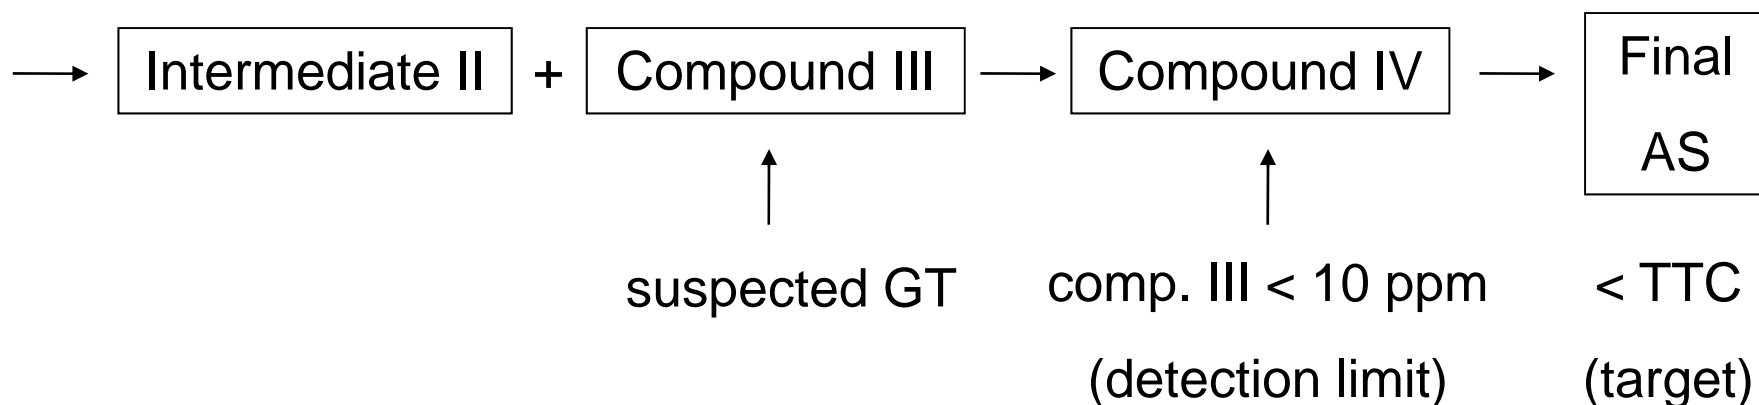 Intermediate II + Compound III Compound IV Final
AS
suspected GT comp. III < 10 ppm < TTC
(detection limit) (target)